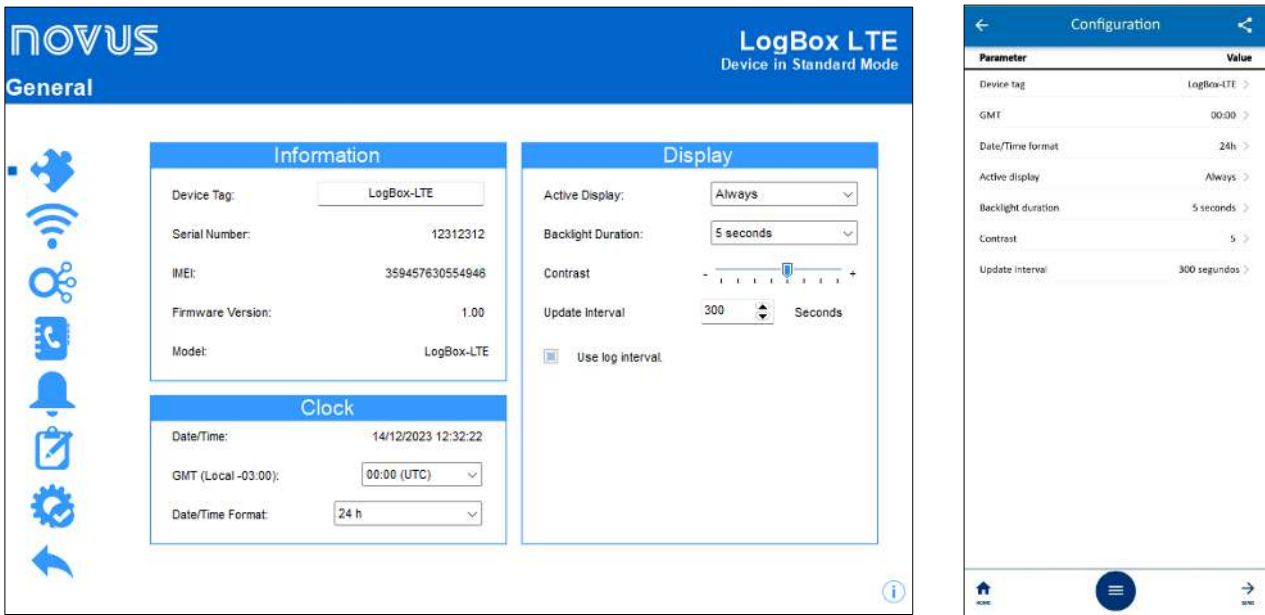 NOVUS
LogBox LTE
Device in Standard Mode
General
Information
Device Tag: LogBox-LTE
Serial Number: 12312312
IMEI: 359457630554946
Firmware Version: 1.00
Model: LogBox-LTE
Clock
Date/Time: 14/12/2023 12:32:22
GMT (Local -03:00): 00:00 (UTC)
Date/Time Format: 24 h
Display
Active Display: Always
Backlight Duration: 5 seconds
Contrast - +
Update Interval 300 Seconds
Use log interval.
Configuration
Parameter Value
Device tag LogBox-LTE
GMT 00:00
Date/Time format 24h
Active display Always
Backlight duration 5 seconds
Contrast 5
Update interval 300 segundos
HOME
SEND